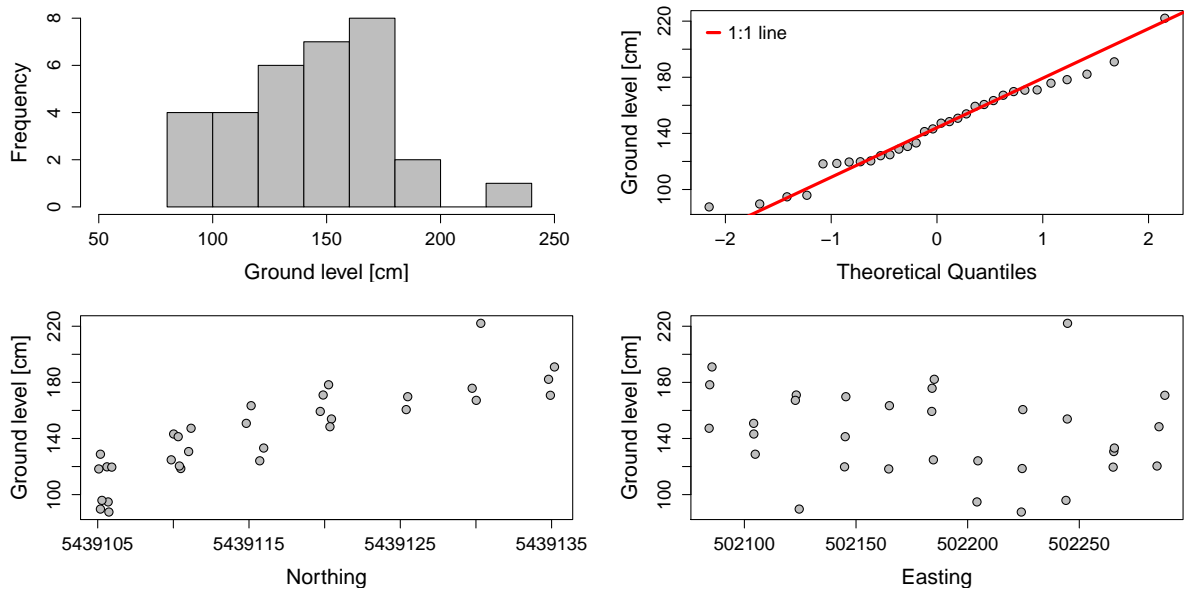 Frequency
0 2 4 6 8
50 100 150 200 250
Ground level [cm]
Ground level [cm]
100 140 180 220
1:1 line
−2 −1 0 1 2
Theoretical Quantiles
Ground level [cm]
100 140 180 220
5439105 5439115 5439125 5439135
Northing
Ground level [cm]
100 140 180 220
502100 502150 502200 502250
Easting